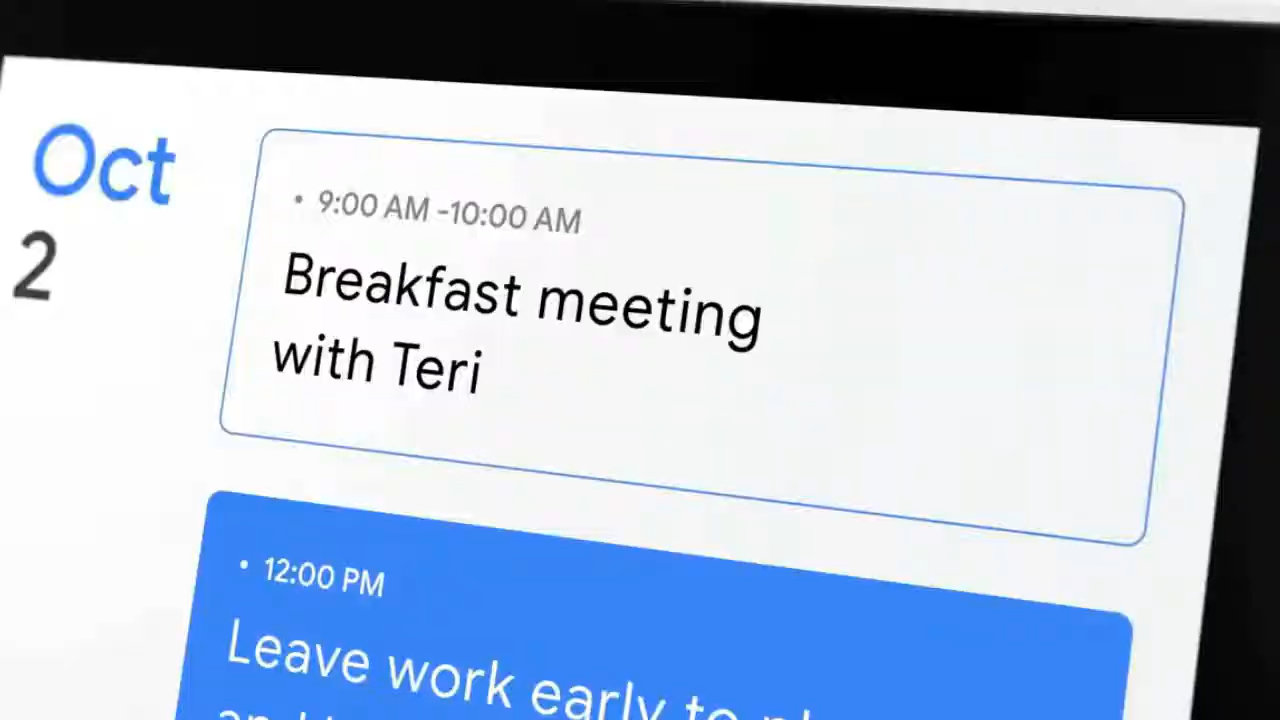 Oct
2
• 9:00 AM -10:00 AM
Breakfast meeting
with Teri
• 12:00 PM
Leave work early to